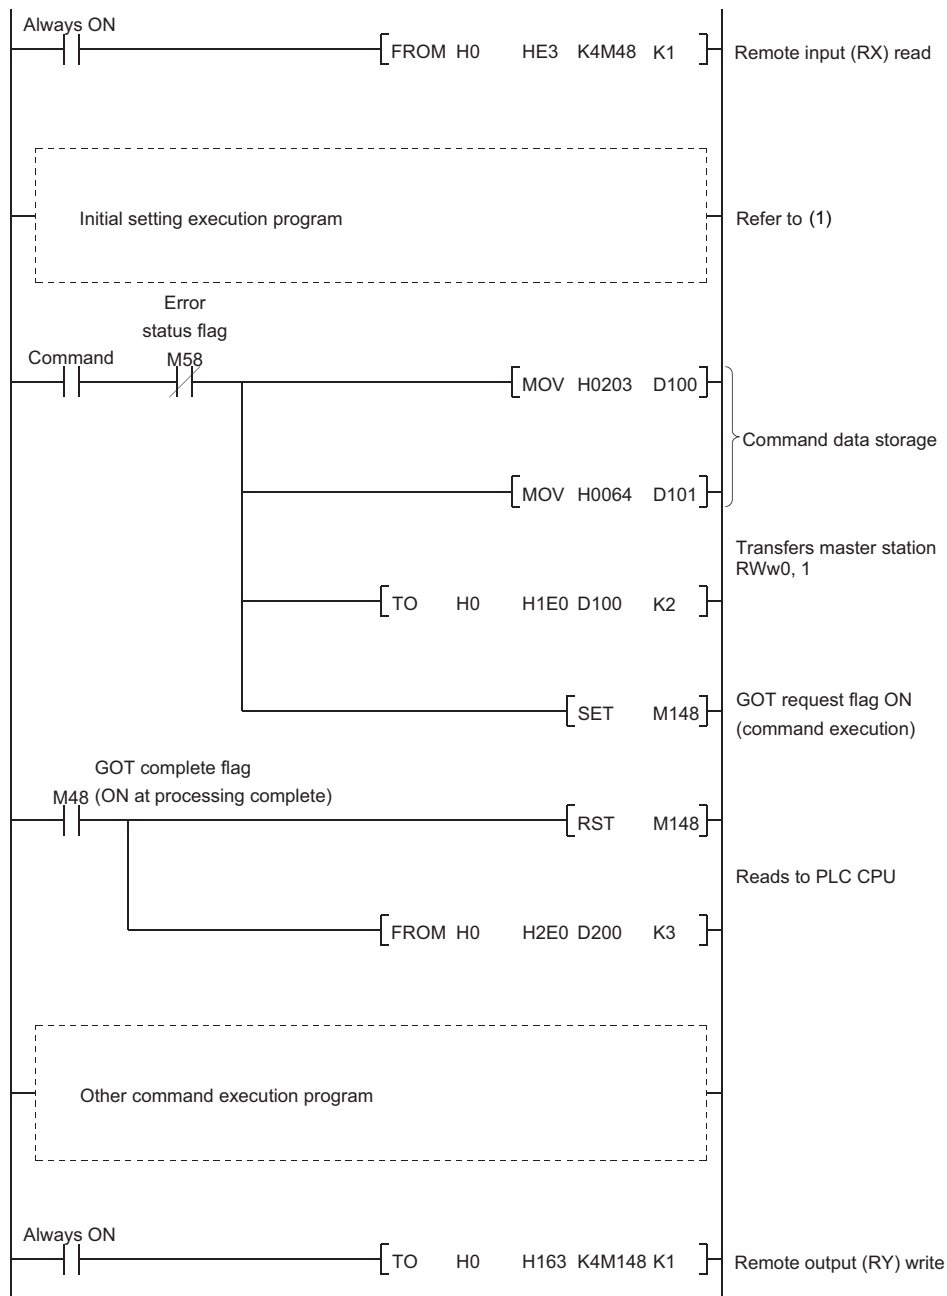 Always ON
FROM H0 HE3 K4M48 K1
Remote input (RX) read
Initial setting execution program
Refer to (1)
Error
status flag
Command
M58
MOV H0203 D100
Command data storage
MOV H0064 D101
Transfers master station
RWw0, 1
TO H0 H1E0 D100 K2
SET M148
GOT request flag ON
(command execution)
GOT complete flag
M48 (ON at processing complete)
RST M148
Reads to PLC CPU
FROM H0 H2E0 D200 K3
Other command execution program
Always ON
TO H0 H163 K4M148 K1
Remote output (RY) write